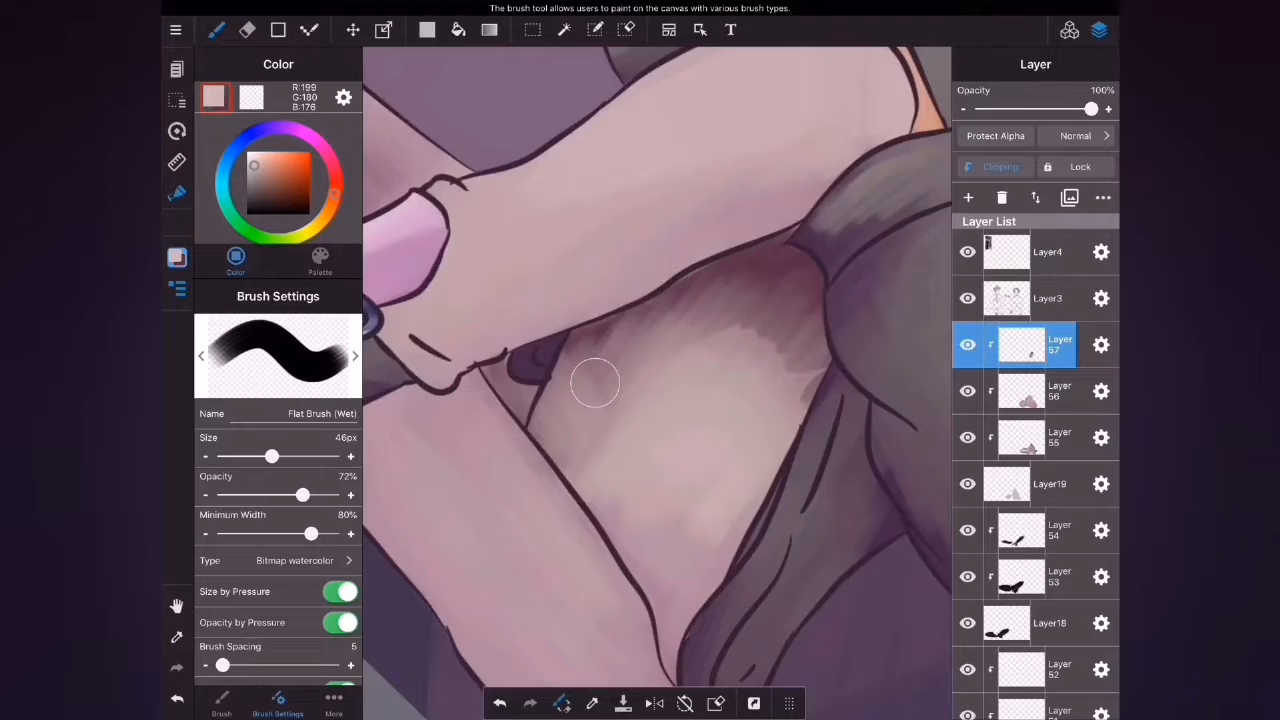 The brush tool allows users to paint on the canvas with various brush types.
T
Color
R:199
G:180
B:176
Color
Palette
Brush Settings
Name
Flat Brush (Wet)
Size
46px
-
+
Opacity
72%
-
+
Minimum Width
80%
-
+
Type
Bitmap watercolor
Size by Pressure
Opacity by Pressure
Brush Spacing
5
-
+
Brush
Brush Settings
More
Layer
Opacity
100%
-
+
Protect Alpha
Normal
Clipping
Lock
Layer List
Layer4
Layer3
Layer
57
Layer
56
Layer
55
Layer19
Layer
54
Layer
53
Layer18
Layer
52
Layer